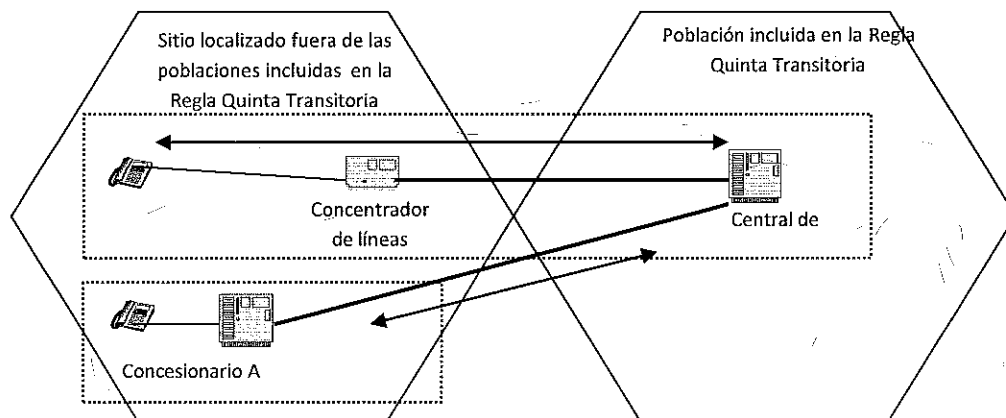 Sitio localizado fuera de las
poblaciones incluidas en la
Regla Quinta Transitoria
Población incluida en la Regla
Quinta Transitoria
Concentrador
de líneas
Central de
Concesionario A